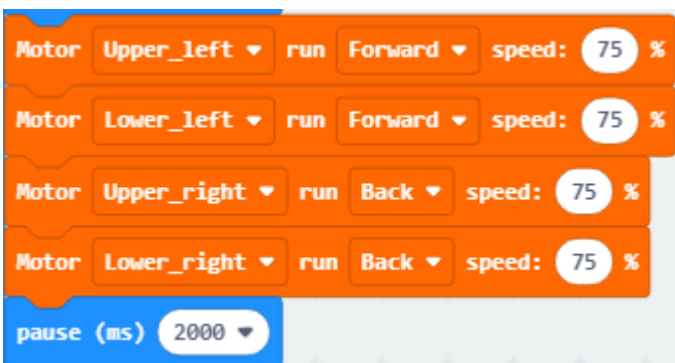 Motor Upper_left run Forward speed: 75 %
Motor Lower_left run Forward speed: 75 %
Motor Upper_right run Back speed: 75 %
Motor Lower_right run Back speed: 75 %
pause (ms) 2000